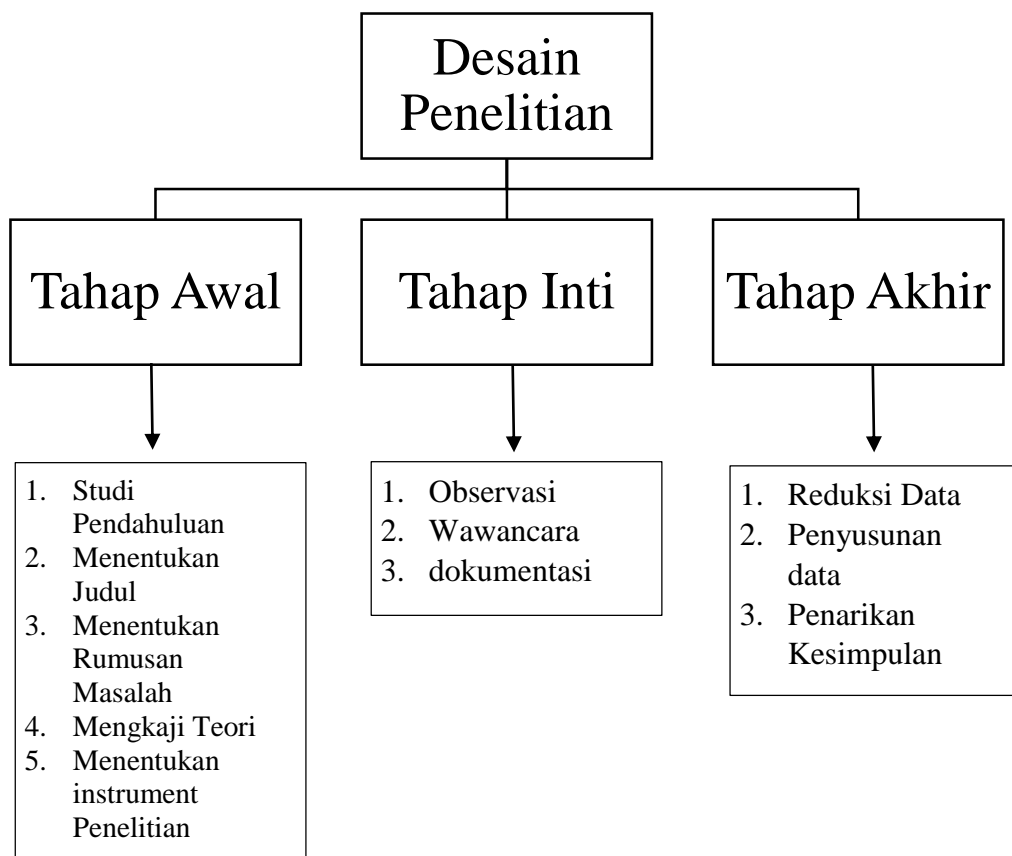 Desain
Penelitian
Tahap Awal
Tahap Inti
Tahap Akhir
1. Studi
Pendahuluan
2. Menentukan
Judul
3. Menentukan
Rumusan
Masalah
4. Mengkaji Teori
5. Menentukan
instrument
Penelitian
1. Observasi
2. Wawancara
3. dokumentasi
1. Reduksi Data
2. Penyusunan
data
3. Penarikan
Kesimpulan